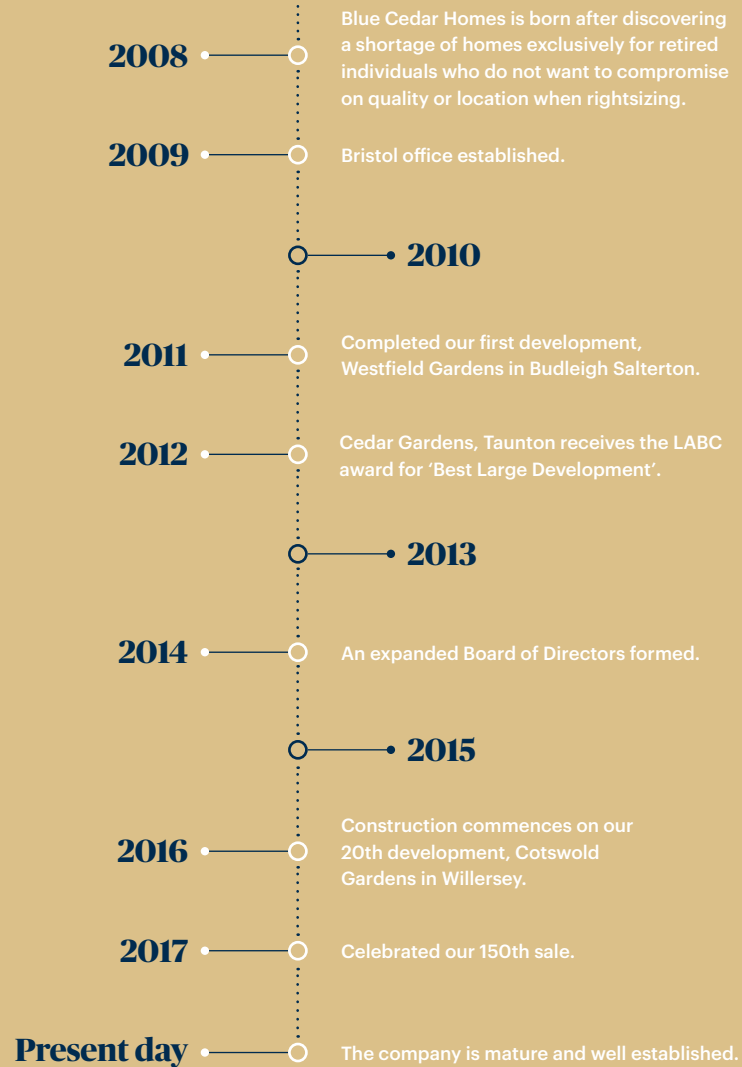 2008
Blue Cedar Homes is born after discovering
a shortage of homes exclusively for retired
individuals who do not want to compromise
on quality or location when rightsizing.
2009
Bristol office established.
2010
2011
Completed our first development,
Westfield Gardens in Budleigh Salterton.
2012
Cedar Gardens, Taunton receives the LABC
award for ‘Best Large Development’.
2013
2014
An expanded Board of Directors formed.
2015
2016
Construction commences on our
20th development, Cotswold
Gardens in Willersey.
2017
Celebrated our 150th sale.
Present day
The company is mature and well established.